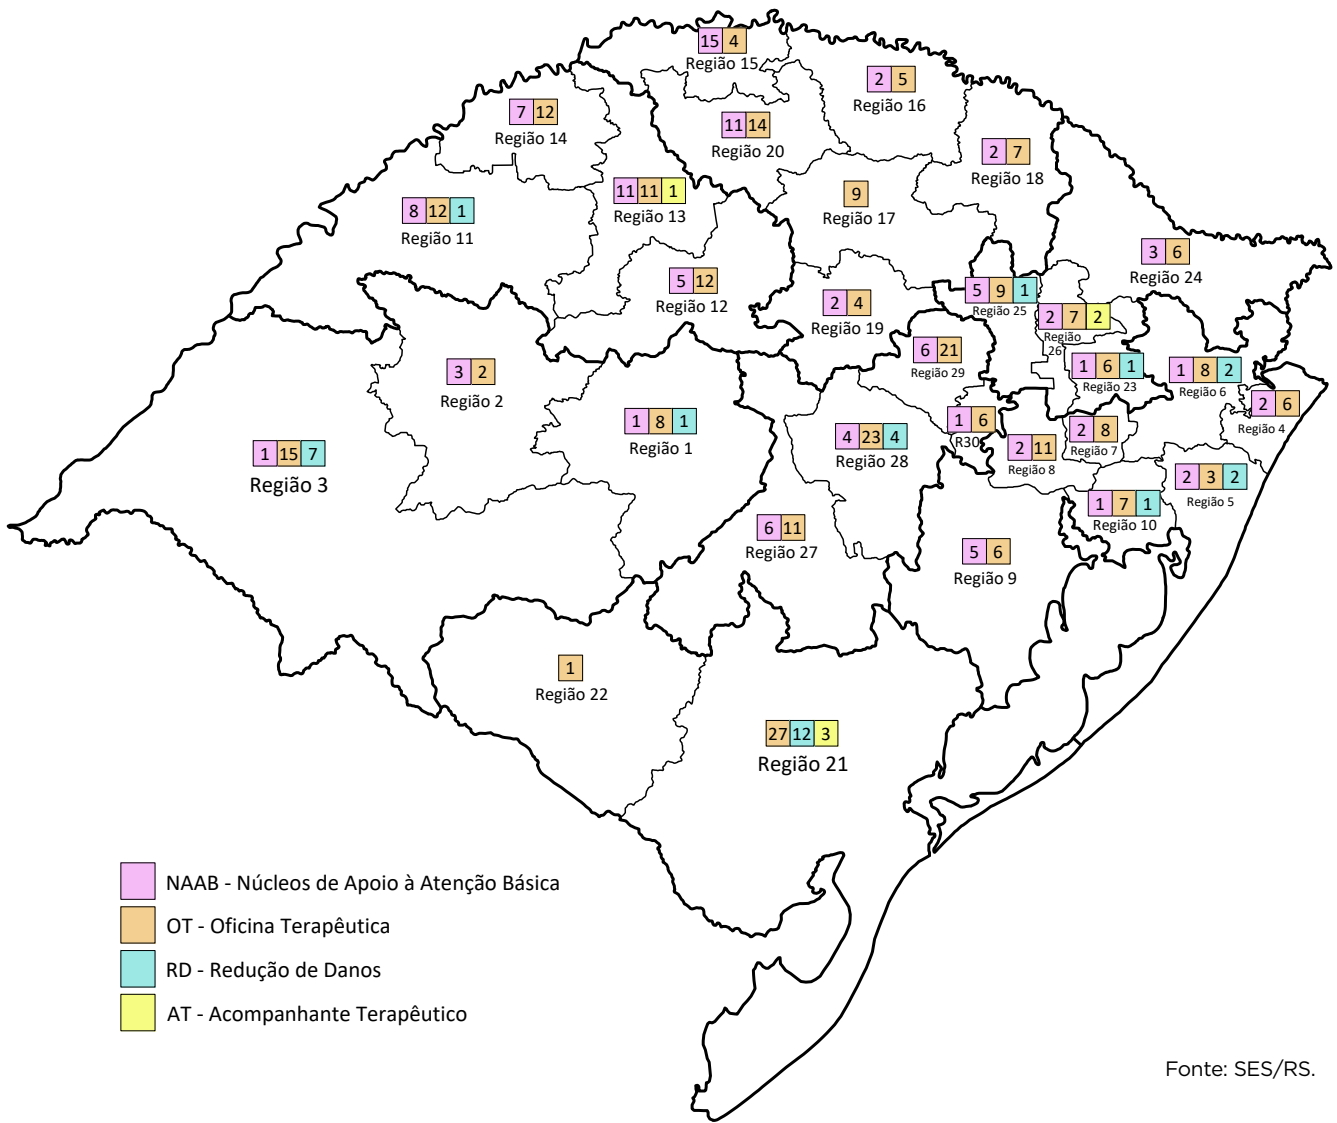 15 4
Região 15
2 5
Região 16
7 12
Região 14
11 14
Região 20
2 7
Região 18
11 11 1
Região 13
9
Região 17
8 12 1
Região 11
3 6
Região 24
5 12
Região 12
2 4
Região 19
5 9 1
Região 25
2 7 2
Região
26
6 21
Região 29
1 6 1
Região 23
1 8 2
Região 6
3 2
Região 2
2 6
Região 4
1 8 1
Região 1
4 23 4
Região 28
1 6
R30
2 11
Região 8
2 8
Região 7
1 15 7
Região 3
2 3 2
Região 5
1 7 1
Região 10
6 11
Região 27
5 6
Região 9
1
Região 22
27 12 3
Região 21
NAAB - Núcleos de Apoio à Atenção Básica
OT - Oficina Terapêutica
RD - Redução de Danos
AT - Acompanhante Terapêutico
Fonte: SES/RS.